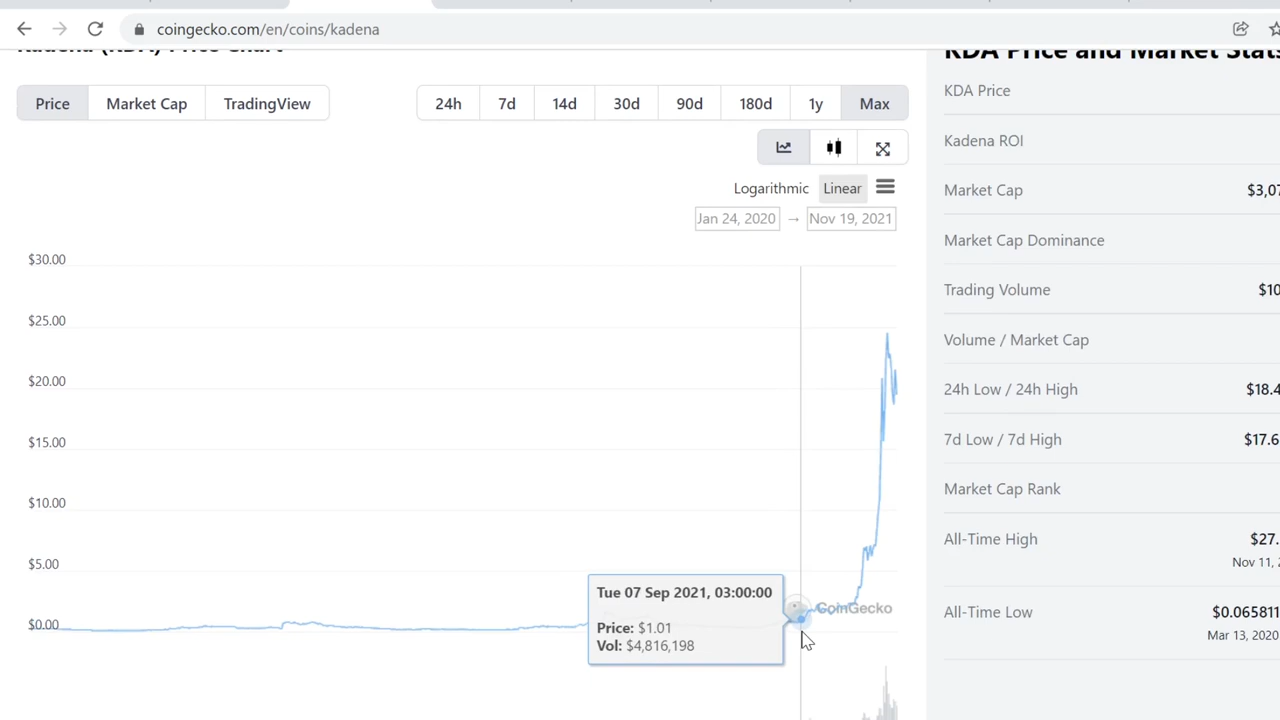 coingecko.com/en/coins/kadena
Kadena (KDA) Price Chart
KDA Price and Market Stats
Price Market Cap TradingView
24h 7d 14d 30d 90d 180d 1y Max
Logarithmic Linear
Jan 24, 2020 → Nov 19, 2021
$30.00
$25.00
$20.00
$15.00
$10.00
$5.00
$0.00
Tue 07 Sep 2021, 03:00:00
Price: $1.01
Vol: $4,816,198
CoinGecko
KDA Price
Kadena ROI
Market Cap $3,07
Market Cap Dominance
Trading Volume $10
Volume / Market Cap
24h Low / 24h High $18.4
7d Low / 7d High $17.6
Market Cap Rank
All-Time High $27.
Nov 11, 2
All-Time Low $0.065811
Mar 13, 2020